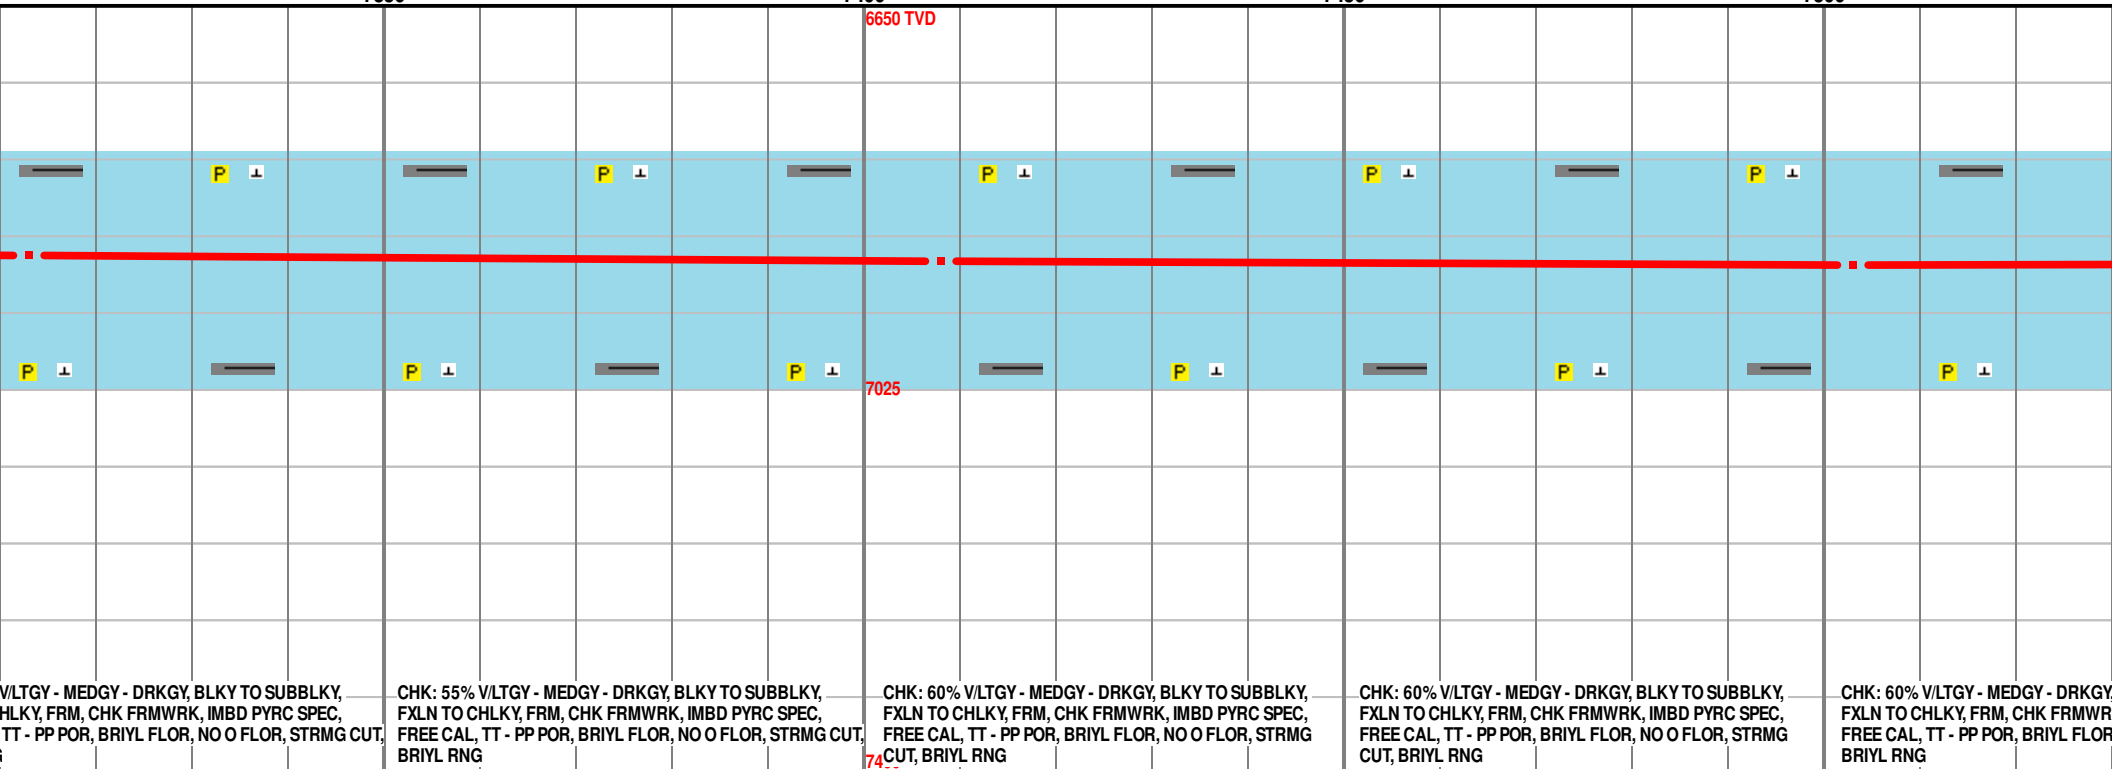 6650 TVD
P P P P P
P P P P P P
7025
V/LTGY - MEDGY - DRKGY, BLKY TO SUBBLKY,
HLKY, FRM, CHK FRMWRK, IMBD PYRC SPEC,
TT - PP POR, BRIYL FLOR, NO O FLOR, STRMG CUT,
CHK: 55% V/LTGY - MEDGY - DRKGY, BLKY TO SUBBLKY,
FXLN TO CHLKY, FRM, CHK FRMWRK, IMBD PYRC SPEC,
FREE CAL, TT - PP POR, BRIYL FLOR, NO O FLOR, STRMG CUT,
BRIYL RNG
CHK: 60% V/LTGY - MEDGY - DRKGY, BLKY TO SUBBLKY,
FXLN TO CHLKY, FRM, CHK FRMWRK, IMBD PYRC SPEC,
FREE CAL, TT - PP POR, BRIYL FLOR, NO O FLOR, STRMG
CUT, BRIYL RNG
CHK: 60% V/LTGY - MEDGY - DRKGY, BLKY TO SUBBLKY,
FXLN TO CHLKY, FRM, CHK FRMWRK, IMBD PYRC SPEC,
FREE CAL, TT - PP POR, BRIYL FLOR, NO O FLOR, STRMG
CUT, BRIYL RNG
CHK: 60% V/LTGY - MEDGY - DRKGY,
FXLN TO CHLKY, FRM, CHK FRMWR
FREE CAL, TT - PP POR, BRIYL FLOR
BRIYL RNG